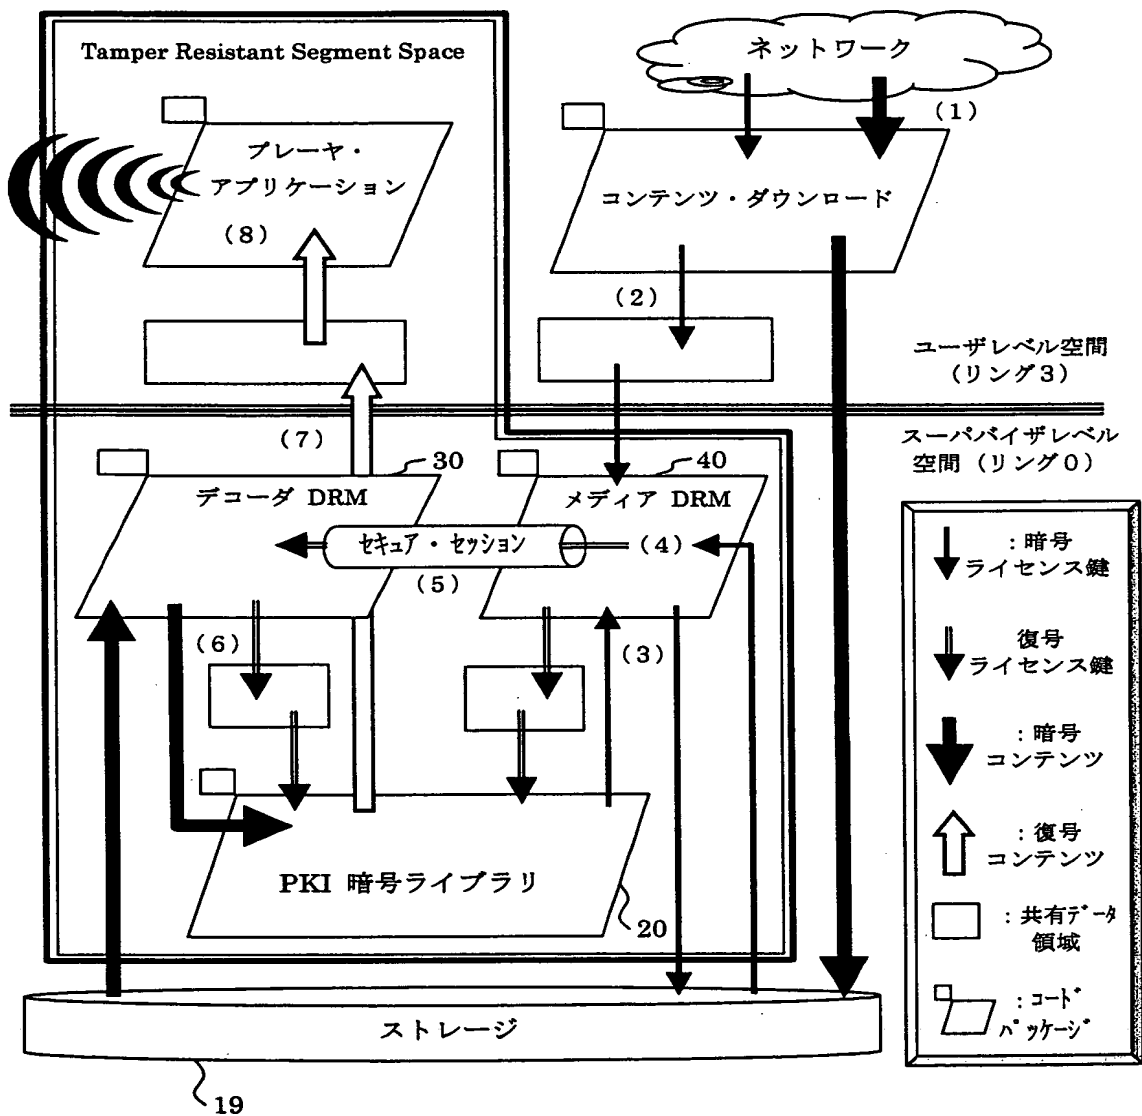 Tamper Resistant Segment Space
ネットワーク
(1)
プレーヤ・
アプリケーション
(8)
コンテンツ・ダウンロード
(2)
ユーザレベル空間
(リング3)
(7)
スーパバイザレベル
空間(リング0)
30
40
デコーダ DRM
メディア DRM
セキュア・セッション
(4)
(5)
(6)
(3)
PKI 暗号ライブラリ
20
ストレージ
19
:暗号
ライセンス鍵
:復号
ライセンス鍵
:暗号
コンテンツ
:復号
コンテンツ
:共有データ
領域
:コード
パッケージ